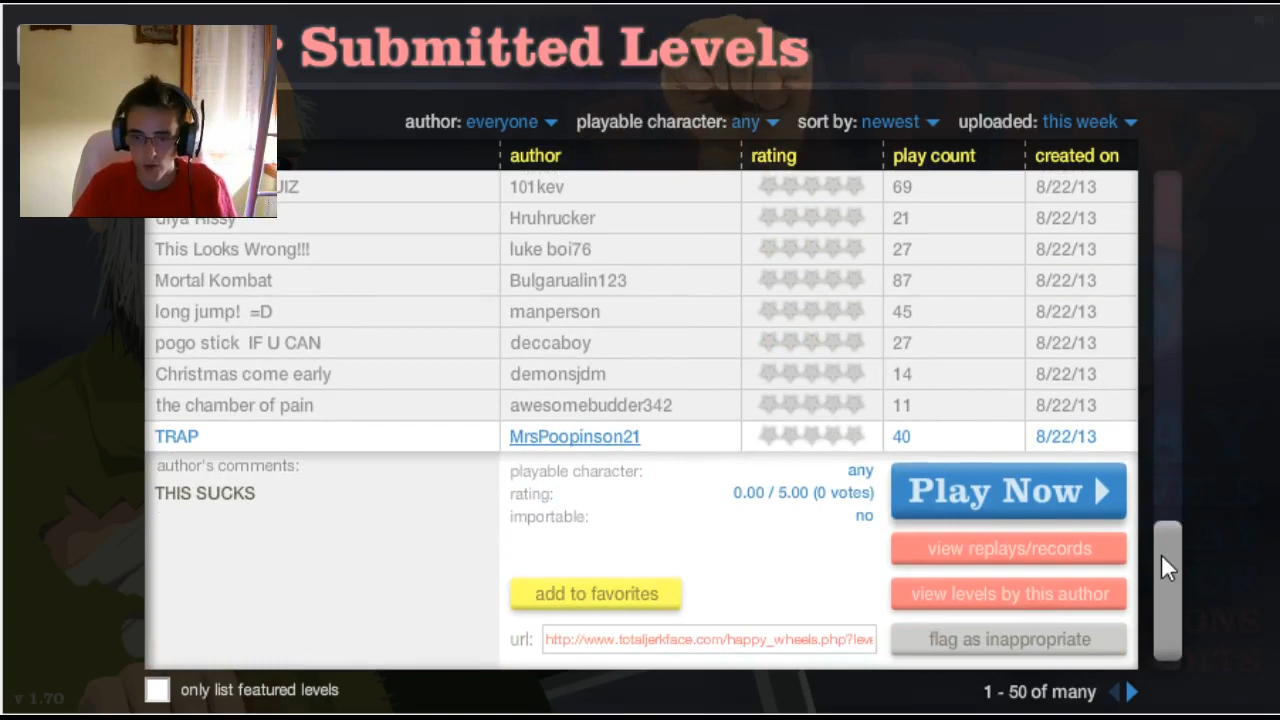 Submitted Levels
author: everyone playable character: any sort by: newest uploaded: this week
author rating play count created on
UIZ 101kev 69 8/22/13
Hruhrucker 21 8/22/13
This Looks Wrong!!! luke boi76 27 8/22/13
Mortal Kombat Bulgarualin123 87 8/22/13
long jump! =D manperson 45 8/22/13
pogo stick IF U CAN deccaboy 27 8/22/13
Christmas come early demonsjdm 14 8/22/13
the chamber of pain awesomebudder342 11 8/22/13
TRAP MrsPoopinson21 40 8/22/13
author's comments:
THIS SUCKS
playable character: any
rating: 0.00 / 5.00 (0 votes)
importable: no
Play Now
view replays/records
add to favorites
view levels by this author
url: http://www.totaljerkface.com/happy_wheels.php?leve
flag as inappropriate
only list featured levels
1 - 50 of many
v 1.70